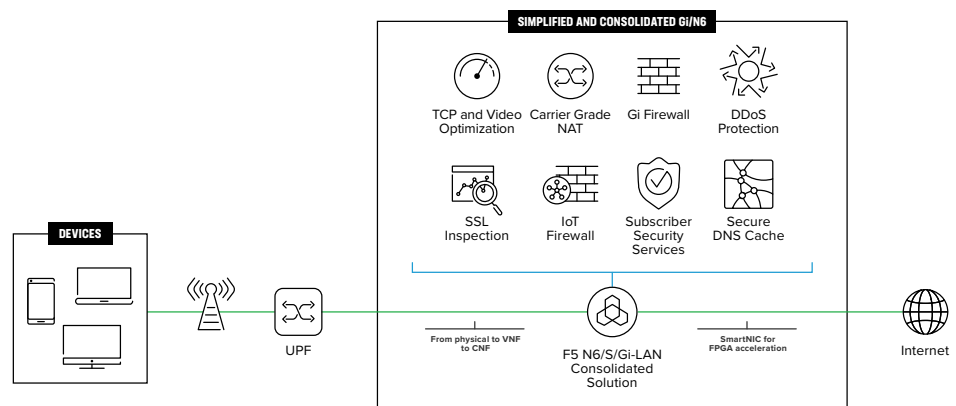 SIMPLIFIED AND CONSOLIDATED Gi/N6
TCP and Video
Optimization
Carrier Grade
NAT
Gi Firewall
DDoS
Protection
SSL
Inspection
IoT
Firewall
Subscriber
Security
Services
Secure
DNS Cache
DEVICES
UPF
From physical to VNF
to CNF
F5 N6/S/Gi-LAN
Consolidated
Solution
SmartNIC for
FPGA acceleration
Internet